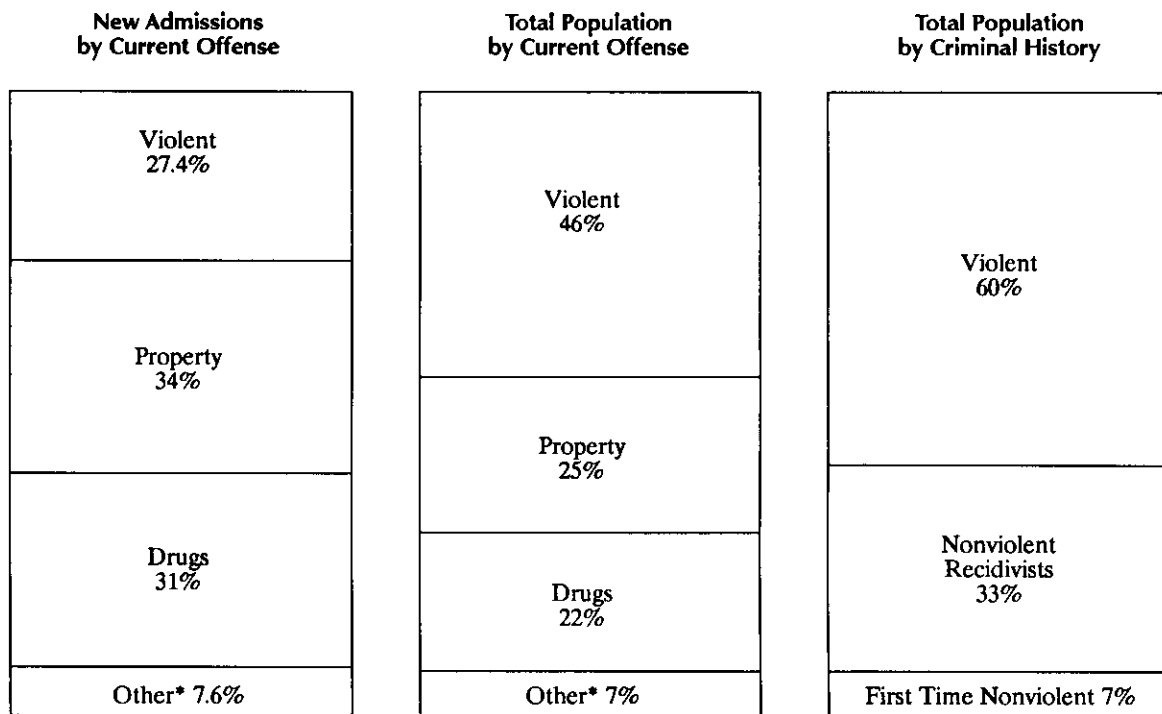 New Admissions
by Current Offense
Total Population
by Current Offense
Total Population
by Criminal History
Violent
27.4%
Property
34%
Drugs
31%
Other* 7.6%
Violent
46%
Property
25%
Drugs
22%
Other* 7%
Violent
60%
Nonviolent
Recidivists
33%
First Time Nonviolent 7%